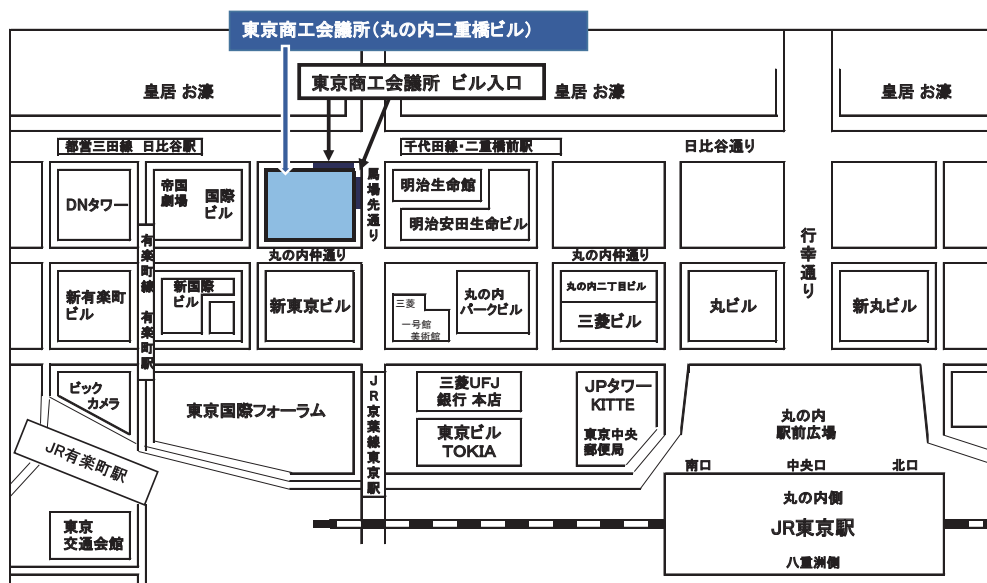 東京商工会議所(丸の内二重橋ビル)
東京商工会議所 ビル入口
皇居 お濠
皇居 お濠
皇居 お濠
都営三田線 日比谷駅
千代田線・二重橋前駅
日比谷通り
DNタワー
帝国
劇場
国際
ビル
馬場先通り
明治生命館
明治安田生命ビル
行幸通り
有楽町線 有楽町駅
丸の内仲通り
丸の内仲通り
新有楽町
ビル
新国際
ビル
新東京ビル
三菱
一号館
美術館
丸の内
パークビル
丸の内二丁目ビル
三菱ビル
丸ビル
新丸ビル
ビック
カメラ
東京国際フォーラム
JR京葉線東京駅
三菱UFJ
銀行 本店
東京ビル
TOKIA
JPタワー
KITTE
東京中央
郵便局
丸の内
駅前広場
JR有楽町駅
南口
中央口
北口
丸の内側
JR東京駅
八重洲側
東京
交通会館